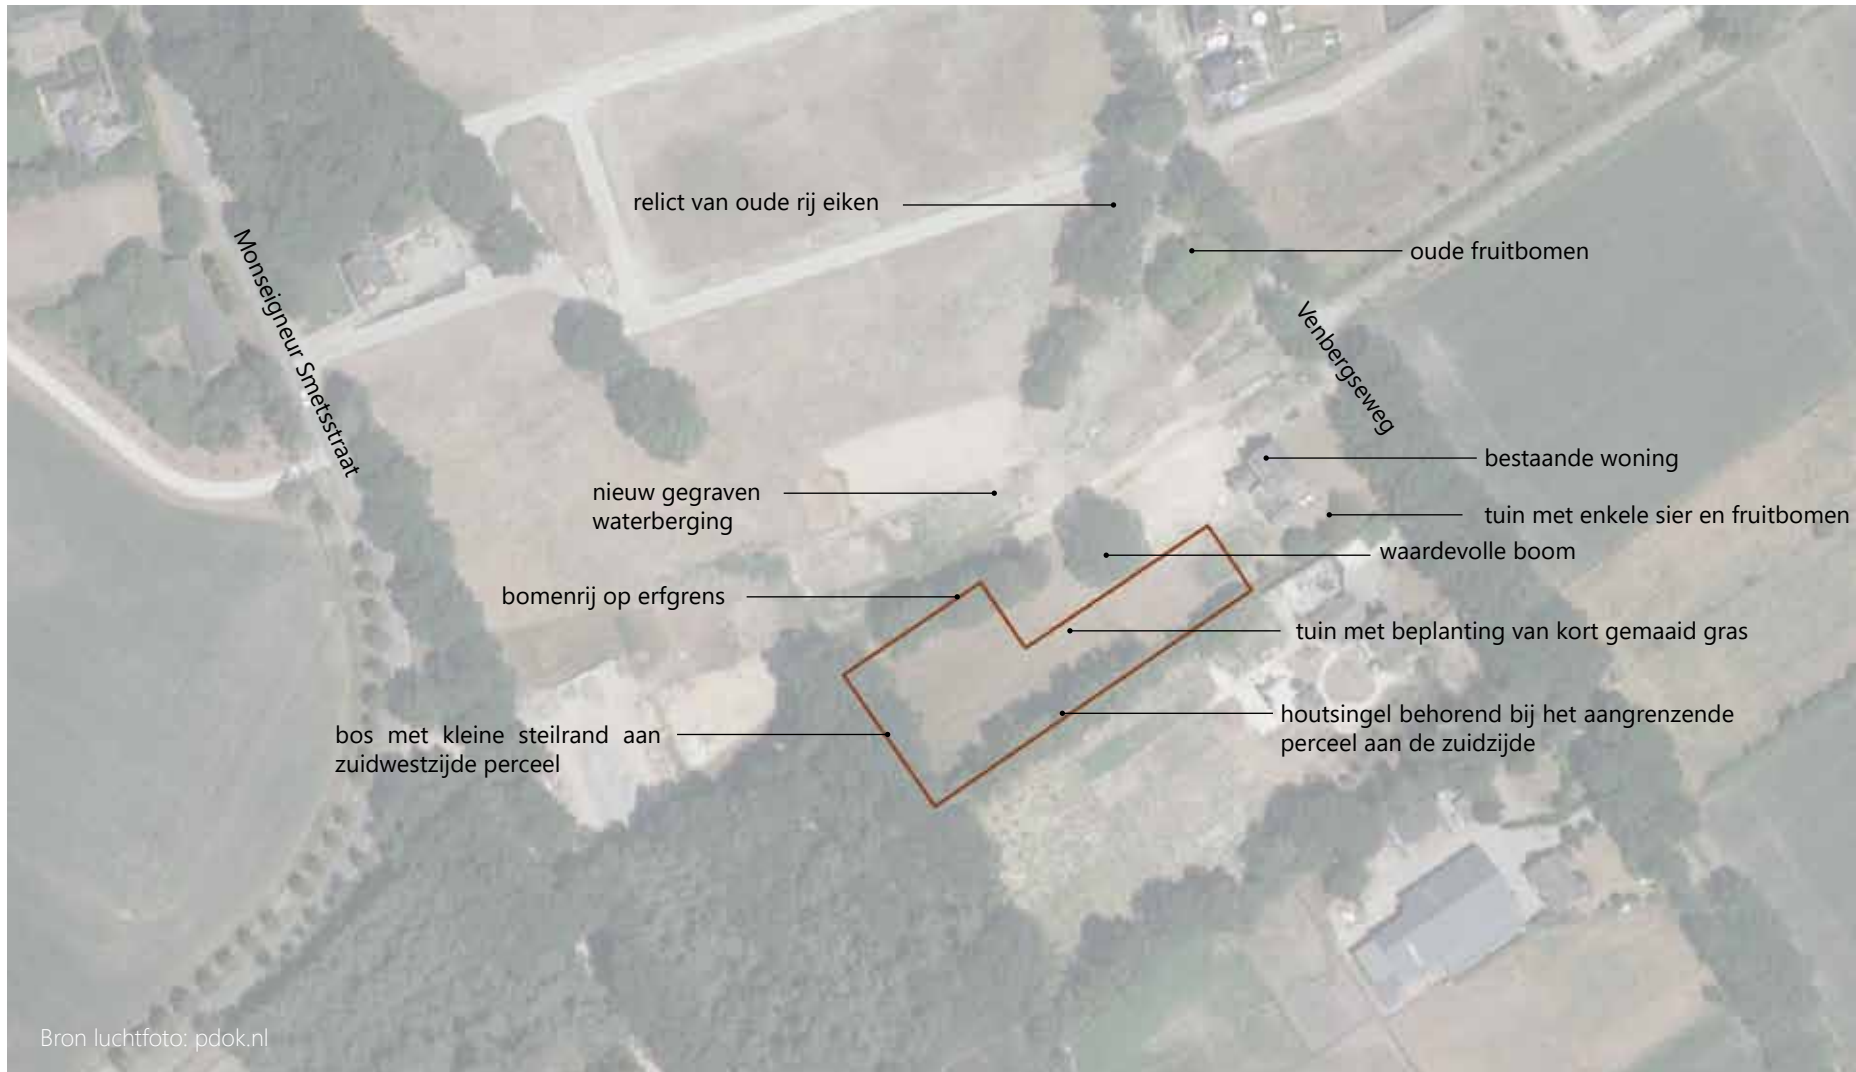 relict van oude rij eiken
oude fruitbomen
Monseigneur Smetsstraat
Venbergseweg
bestaande woning
nieuw gegraven
waterberging
tuin met enkele sier en fruitbomen
waardevolle boom
bomenrij op erfgrens
tuin met beplanting van kort gemaaid gras
houtsingel behorend bij het aangrenzende
perceel aan de zuidzijde
bos met kleine steilrand aan
zuidwestzijde perceel
Bron luchtfoto: pdok.nl